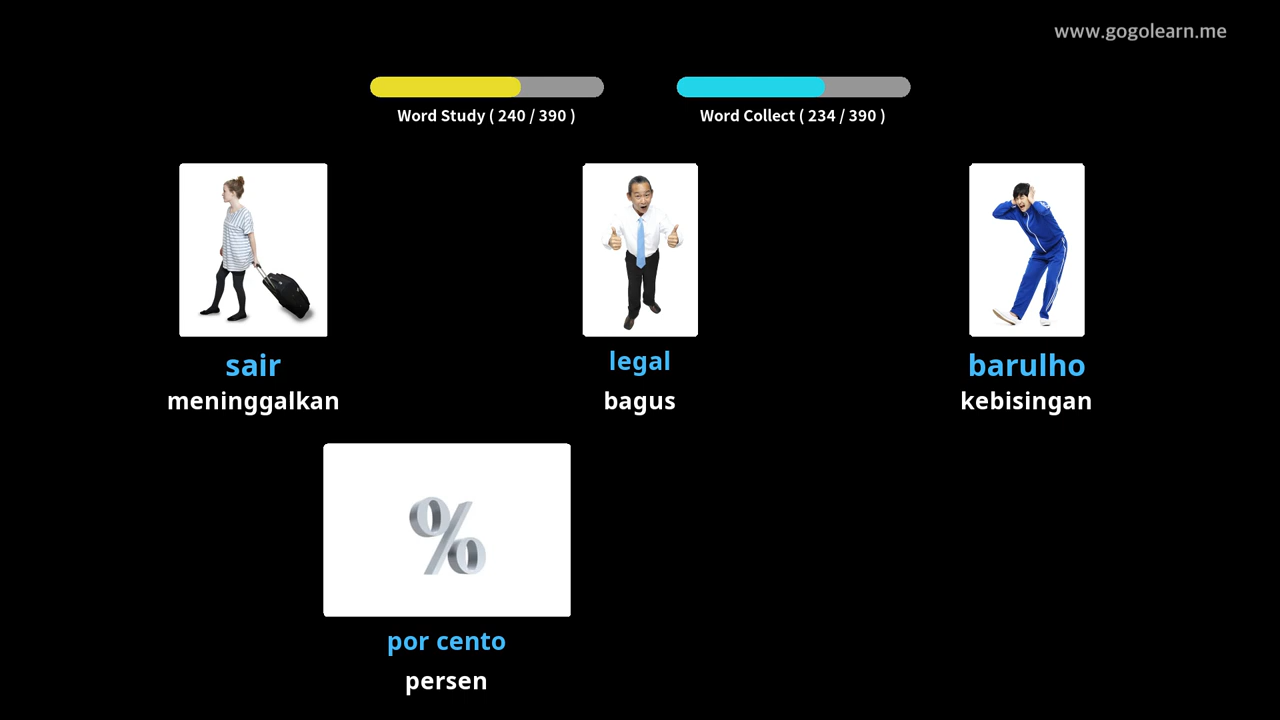 www.gogolearn.me
Word Study ( 240 / 390 )
Word Collect ( 234 / 390 )
sair
meninggalkan
legal
bagus
barulho
kebisingan
%
por cento
persen